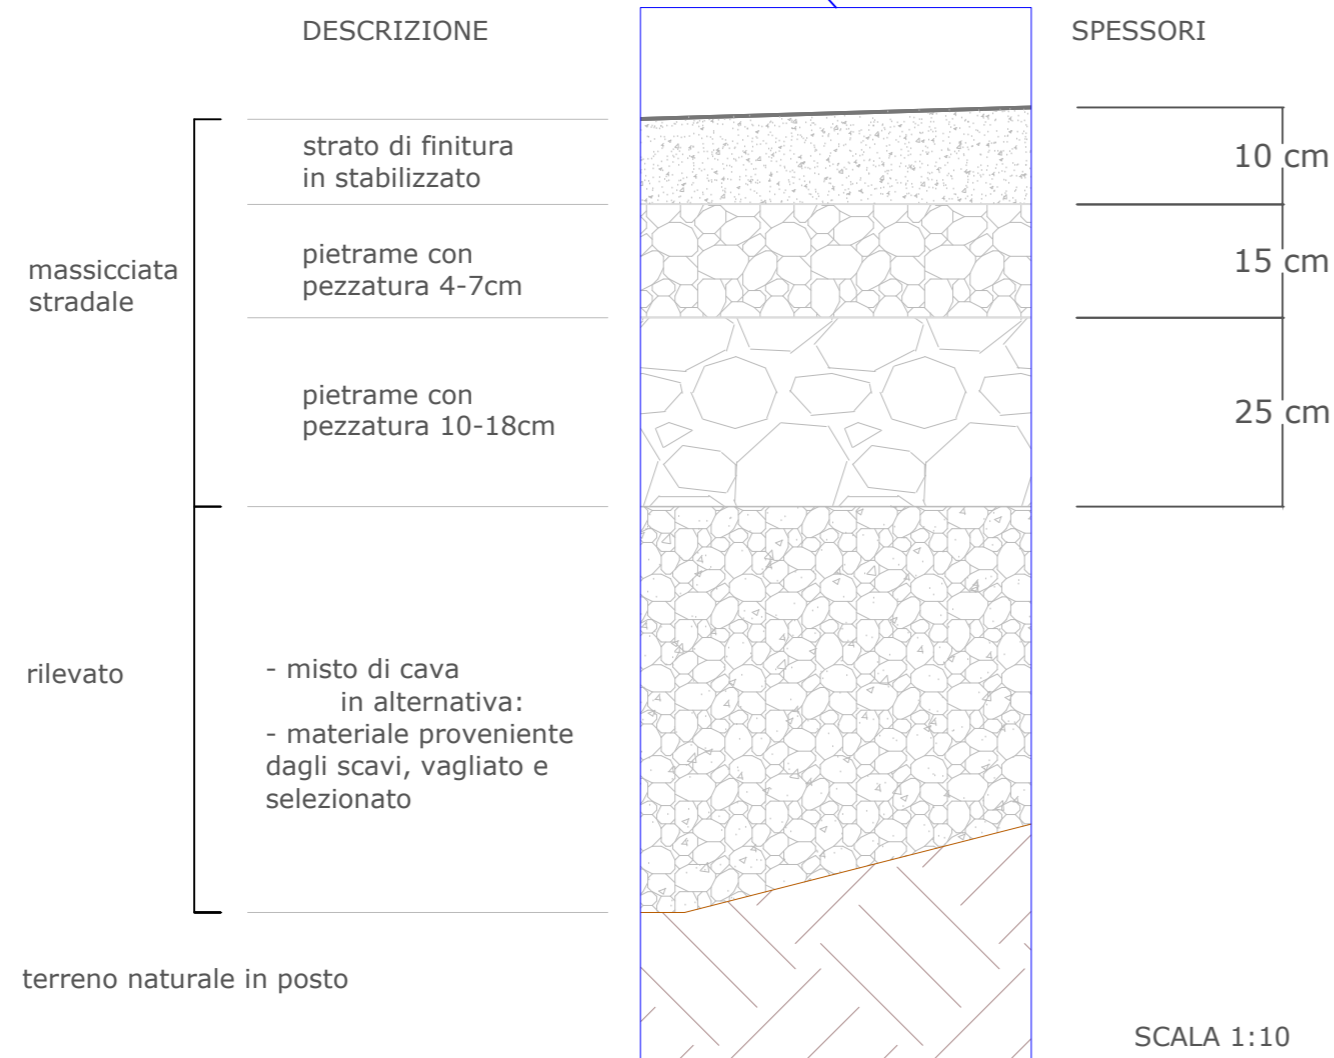 DESCRIZIONE
SPESSORI
strato di finitura
in stabilizzato
10 cm
massicciata
stradale
pietrame con
pezzatura 4-7cm
15 cm
pietrame con
pezzatura 10-18cm
25 cm
rilevato
- misto di cava
in alternativa:
- materiale proveniente
dagli scavi, vagliato e
selezionato
terreno naturale in posto
SCALA 1:10